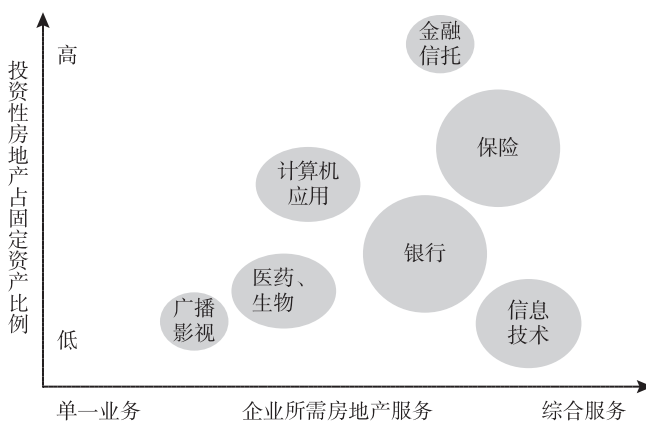 投资性房地产占固定资产比例
高
低
金融
信托
保险
计算机
应用
银行
医药、
生物
广播
影视
信息
技术
单一业务
企业所需房地产服务
综合服务